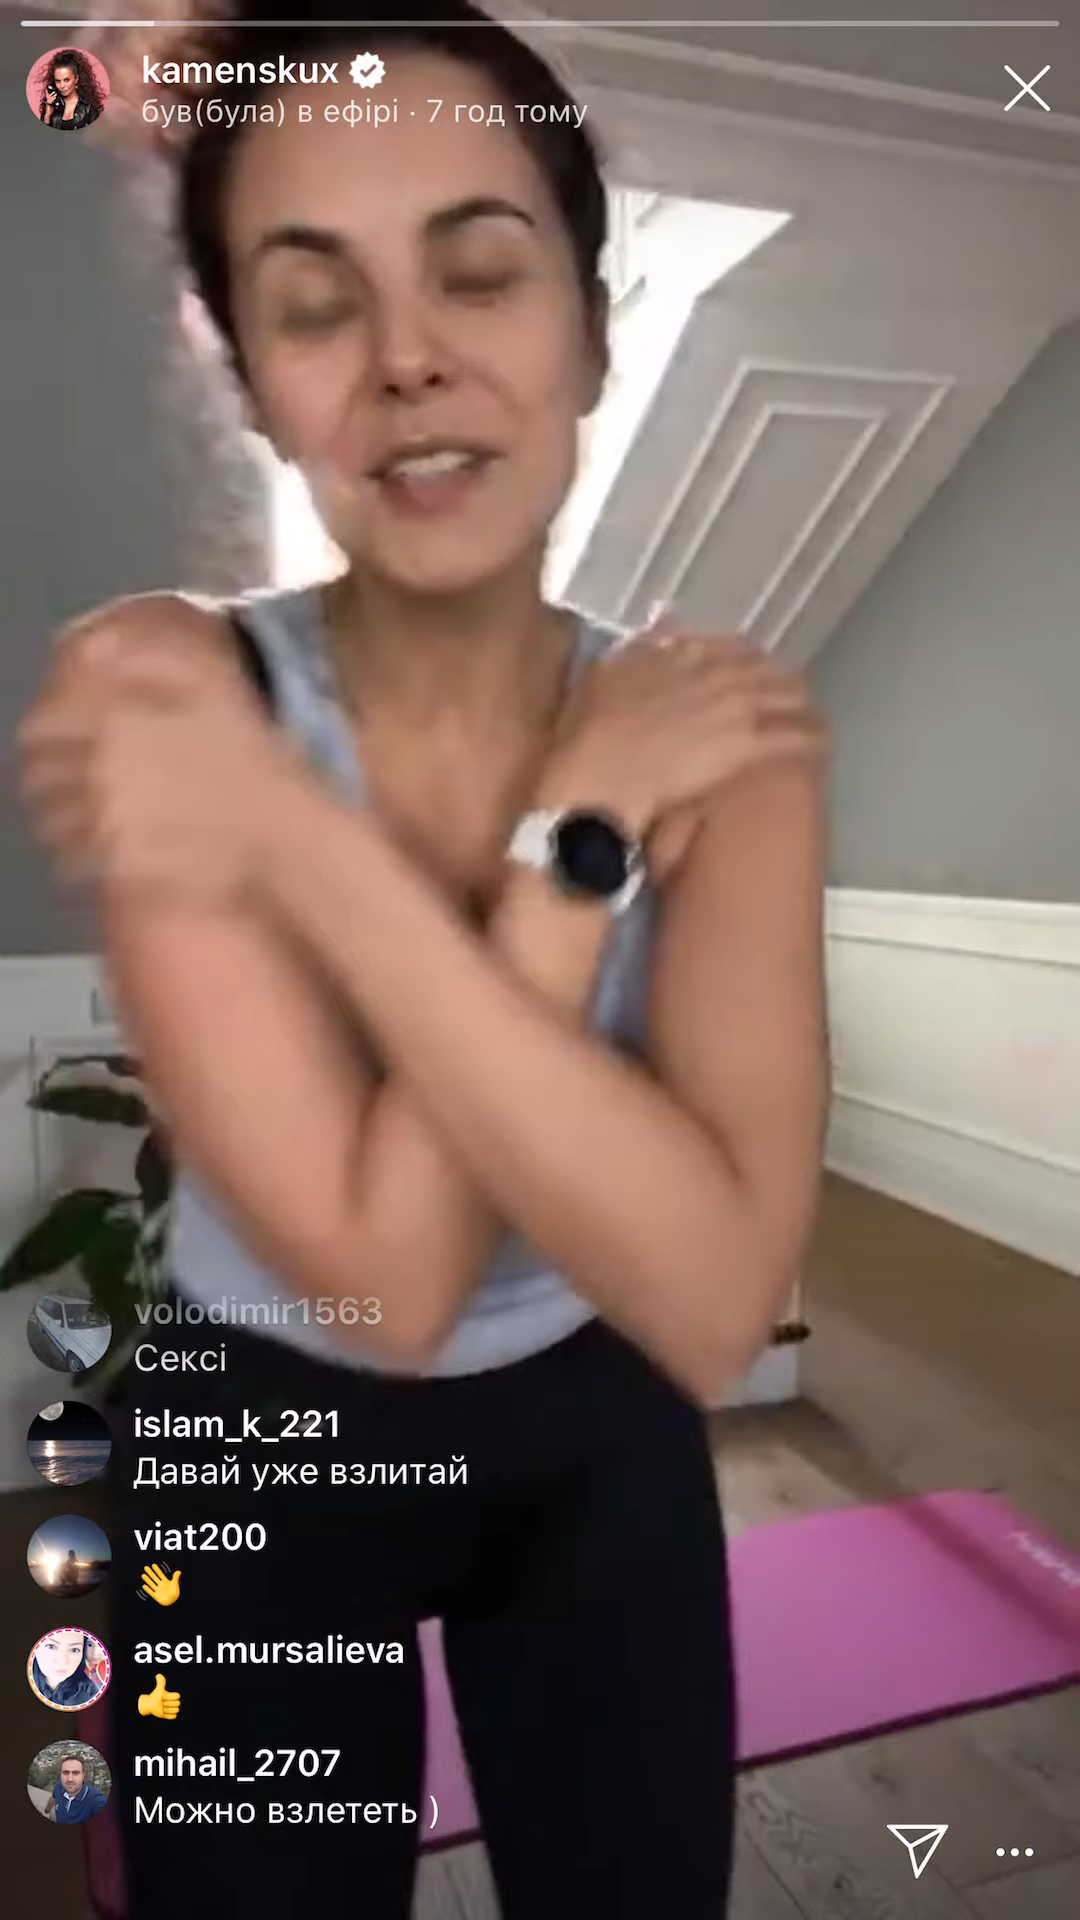 kamenskux
був(була) в ефірі · 7 год тому
volodimir1563
Сексі
islam_k_221
Давай уже взлитай
viat200
👋
asel.mursalieva
👍
mihail_2707
Можно взлететь )